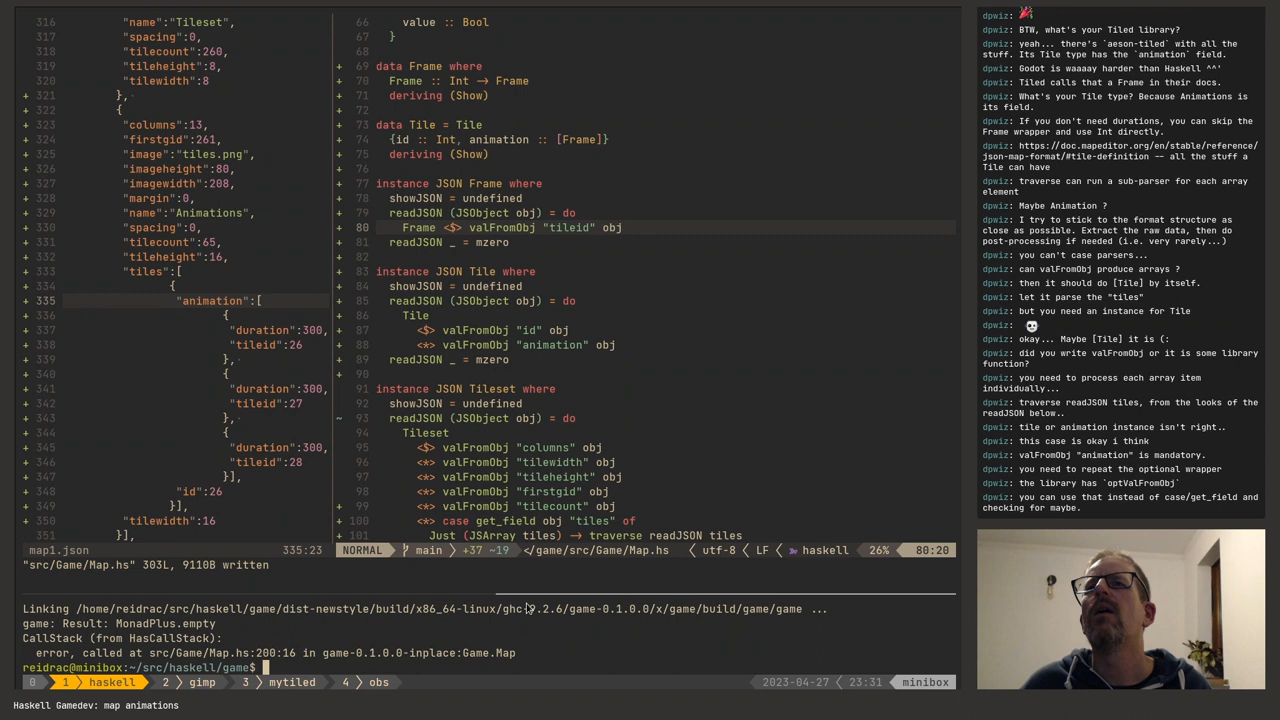 316 "name":"Tileset",
317 "spacing":0,
318 "tilecount":260,
319 "tileheight":8,
320 "tilewidth":8
+ 321 },·
+ 322 {
+ 323 "columns":13,
+ 324 "firstgid":261,
+ 325 "image":"tiles.png",
+ 326 "imageheight":80,
+ 327 "imagewidth":208,
+ 328 "margin":0,
+ 329 "name":"Animations",
+ 330 "spacing":0,
+ 331 "tilecount":65,
+ 332 "tileheight":16,
+ 333 "tiles":[
+ 334 {
+ 335 "animation":[
+ 336 {
+ 337 "duration":300,
+ 338 "tileid":26
+ 339 },·
+ 340 {
+ 341 "duration":300,
+ 342 "tileid":27
+ 343 },·
+ 344 {
+ 345 "duration":300,
+ 346 "tileid":28
+ 347 }],
+ 348 "id":26
+ 349 }],
+ 350 "tilewidth":16
351 }],
map1.json 335:23
66 value :: Bool
67 }
68
+ 69 data Frame where
+ 70 Frame :: Int → Frame
+ 71 deriving (Show)
+ 72
+ 73 data Tile = Tile
+ 74 {id :: Int, animation :: [Frame]}
+ 75 deriving (Show)
+ 76
+ 77 instance JSON Frame where
+ 78 showJSON = undefined
+ 79 readJSON (JSObject obj) = do
+ 80 Frame <$> valFromObj "tileid" obj
+ 81 readJSON _ = mzero
+ 82
+ 83 instance JSON Tile where
+ 84 showJSON = undefined
+ 85 readJSON (JSObject obj) = do
+ 86 Tile
+ 87 <$> valFromObj "id" obj
+ 88 <*> valFromObj "animation" obj
+ 89 readJSON _ = mzero
+ 90
91 instance JSON Tileset where
92 showJSON = undefined
~ 93 readJSON (JSObject obj) = do
94 Tileset
95 <$> valFromObj "columns" obj
96 <*> valFromObj "tilewidth" obj
97 <*> valFromObj "tileheight" obj
98 <*> valFromObj "firstgid" obj
+ 99 <*> valFromObj "tilecount" obj
+ 100 <*> case get_field obj "tiles" of
+ 101 Just (JSArray tiles) → traverse readJSON tiles
NORMAL main +37 ~19 </game/src/Game/Map.hs utf-8 < LF < haskell 26% 80:20
"src/Game/Map.hs" 303L, 9110B written
Linking /home/reidrac/src/haskell/game/dist-newstyle/build/x86_64-linux/ghc-9.2.6/game-0.1.0.0/x/game/build/game/game ...
game: Result: MonadPlus.empty
CallStack (from HasCallStack):
error, called at src/Game/Map.hs:200:16 in game-0.1.0.0-inplace:Game.Map
reidrac@minibox:~/src/haskell/game$
0 1 > haskell 2 > gimp 3 > mytiled 4 > obs 2023-04-27 < 23:31 minibox
Haskell Gamedev: map animations
dpwiz: 🎉
dpwiz: BTW, what's your Tiled library?
dpwiz: yeah... there's `aeson-tiled` with all the
stuff. Its Tile type has the `animation` field.
dpwiz: Godot is waaaay harder than Haskell ^^'
dpwiz: Tiled calls that a Frame in their docs.
dpwiz: What's your Tile type? Because Animations is
its field.
dpwiz: If you don't need durations, you can skip the
Frame wrapper and use Int directly.
dpwiz: https://doc.mapeditor.org/en/stable/reference/
json-map-format/#tile-definition -- all the stuff a
Tile can have
dpwiz: traverse can run a sub-parser for each array
element
dpwiz: Maybe Animation ?
dpwiz: I try to stick to the format structure as
close as possible. Extract the raw data, then do
post-processing if needed (i.e. very rarely...)
dpwiz: you can't case parsers...
dpwiz: can valFromObj produce arrays ?
dpwiz: then it should do [Tile] by itself.
dpwiz: let it parse the "tiles"
dpwiz: but you need an instance for Tile
dpwiz: 💀
dpwiz: okay... Maybe [Tile] it is (:
dpwiz: did you write valFromObj or it is some library
function?
dpwiz: you need to process each array item
individually...
dpwiz: traverse readJSON tiles, from the looks of the
readJSON below..
dpwiz: tile or animation instance isn't right..
dpwiz: this case is okay i think
dpwiz: valFromObj "animation" is mandatory.
dpwiz: you need to repeat the optional wrapper
dpwiz: the library has `optValFromObj`
dpwiz: you can use that instead of case/get_field and
checking for maybe.